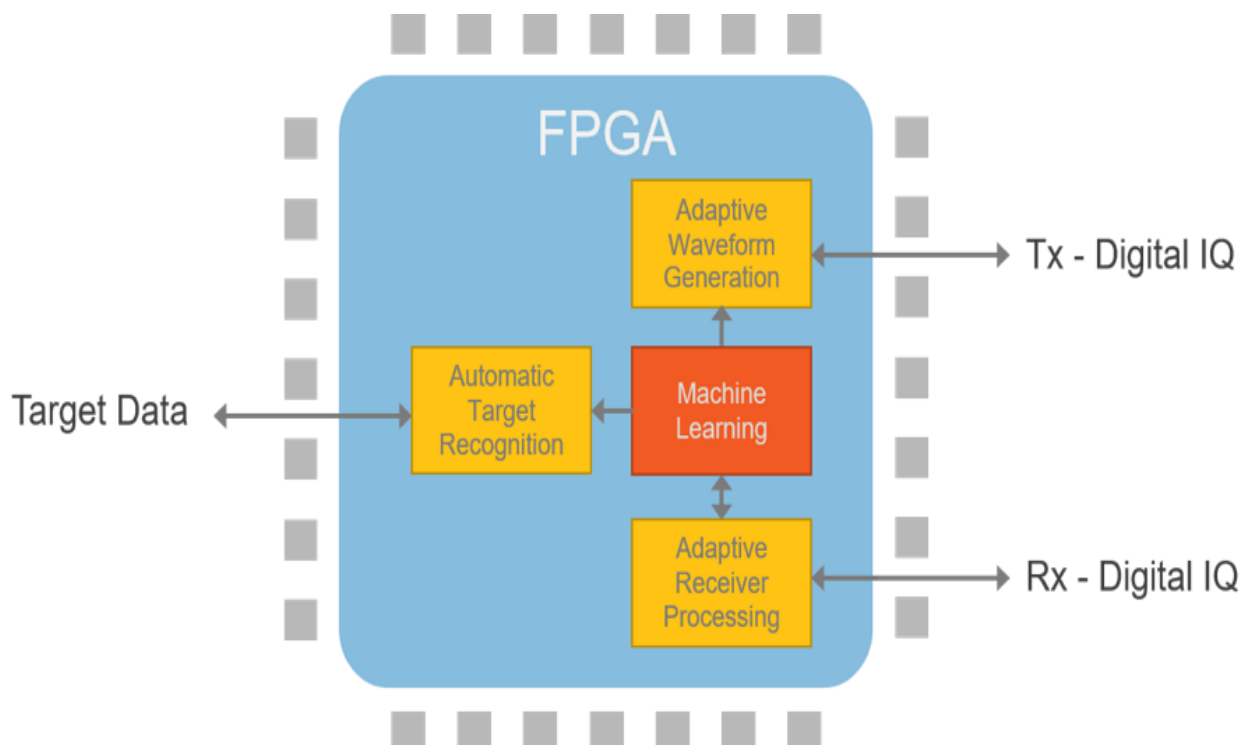 FPGA
Adaptive
Waveform
Generation
Tx - Digital IQ
Target Data
Automatic
Target
Recognition
Machine
Learning
Adaptive
Receiver
Processing
Rx - Digital IQ